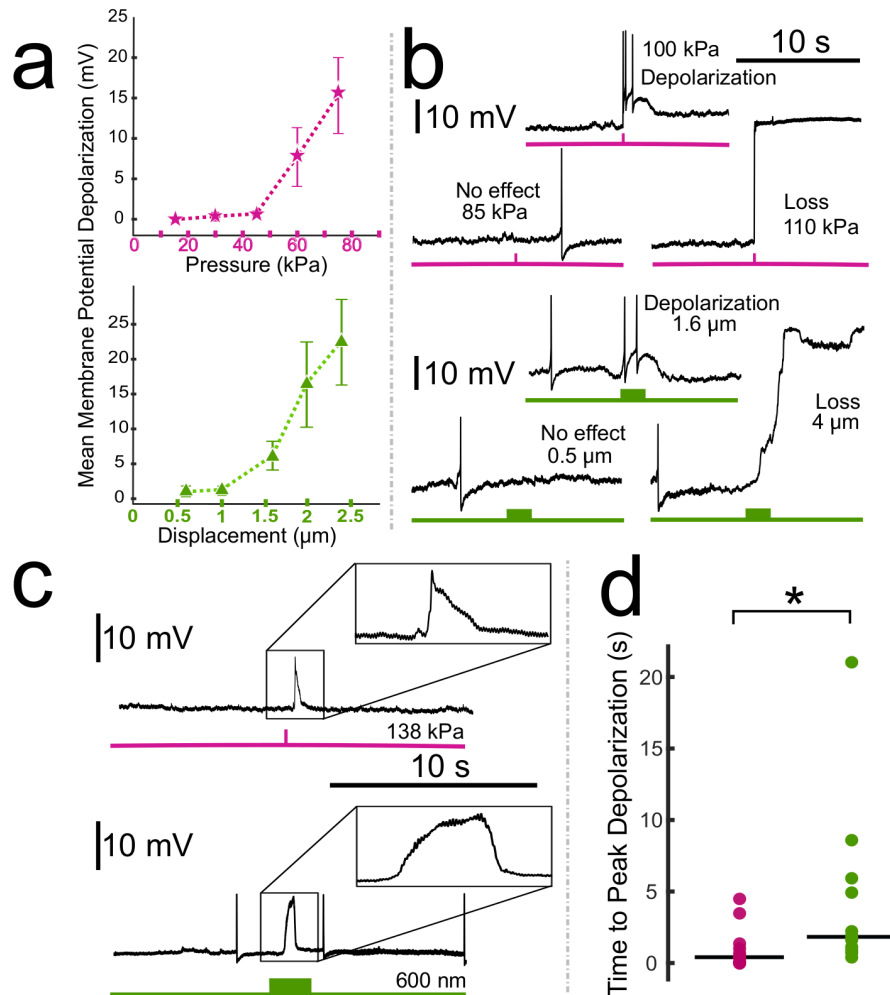 a
Mean Membrane Potential Depolarization (mV)
25
20
15
10
5
0
0 20 40 60 80
Pressure (kPa)
25
20
15
10
5
0
0 0.5 1 1.5 2 2.5
Displacement (µm)
b
100 kPa
Depolarization
10 s
10 mV
No effect
85 kPa
Loss
110 kPa
Depolarization
1.6 µm
10 mV
No effect
0.5 µm
Loss
4 µm
c
10 mV
138 kPa
10 s
10 mV
600 nm
d
*
Time to Peak Depolarization (s)
20
15
10
5
0